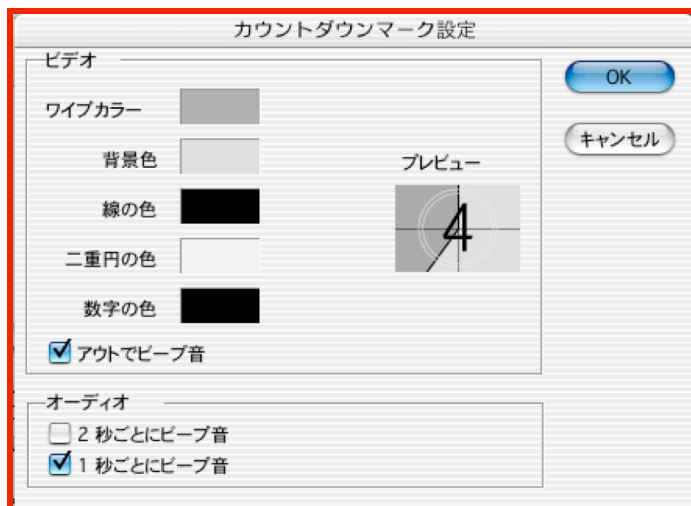 カウントダウンマーク設定
ビデオ
ワイプカラー
背景色
線の色
二重円の色
数字の色
アウトでビープ音
プレビュー
4
OK
キャンセル
オーディオ
2 秒ごとにビープ音
1 秒ごとにビープ音